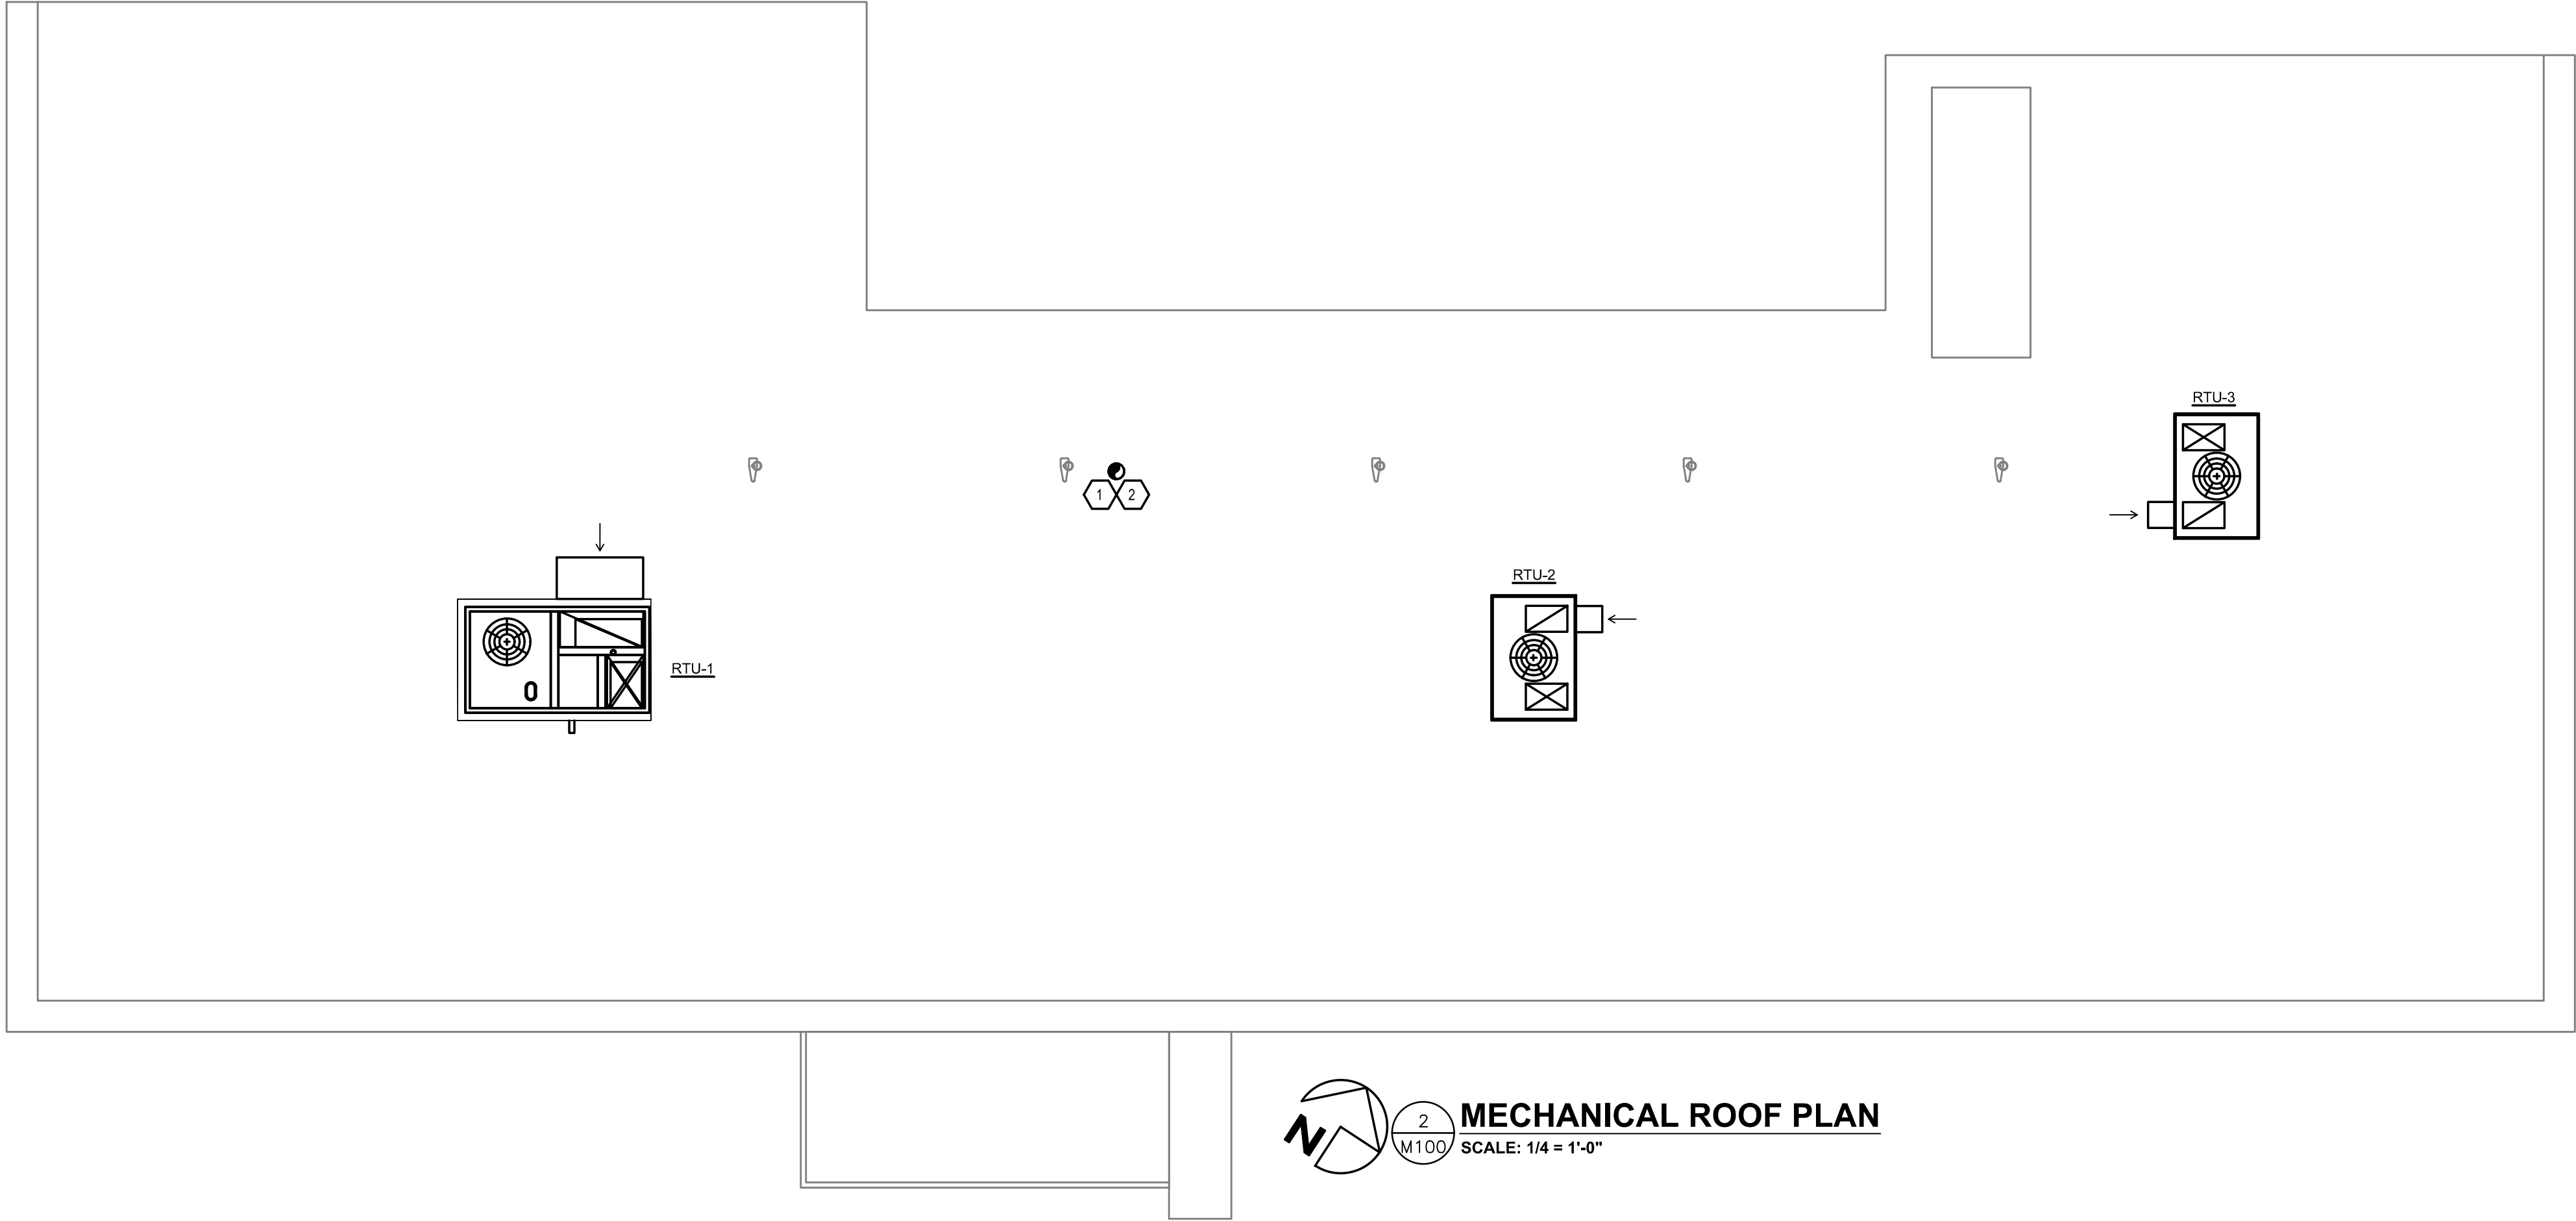 RTU-3
1 2
RTU-2
RTU-1
N
2
M100
MECHANICAL ROOF PLAN
SCALE: 1/4 = 1'-0"